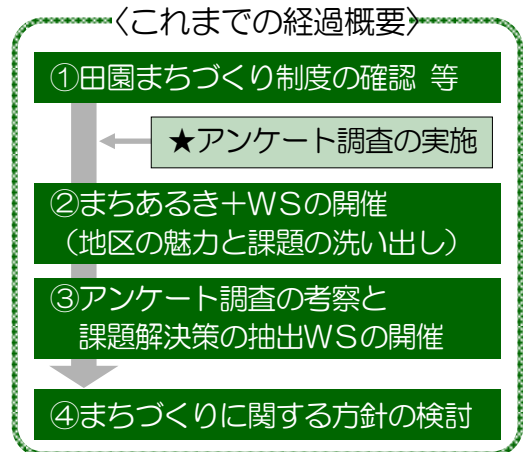 〈これまでの経過概要〉
①田園まちづくり制度の確認 等
★アンケート調査の実施
②まちあるき＋ＷＳの開催
（地区の魅力と課題の洗い出し）
③アンケート調査の考察と
課題解決策の抽出ＷＳの開催
④まちづくりに関する方針の検討